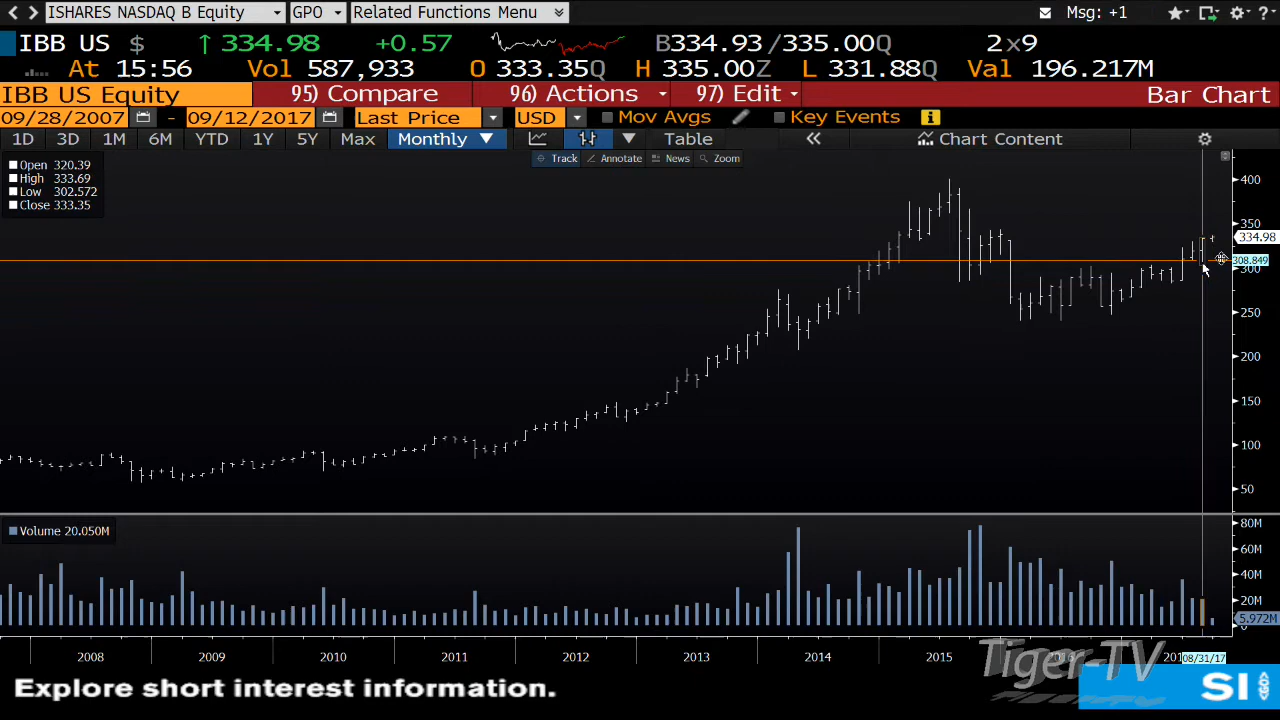 ISHARES NASDAQ B Equity GPO Related Functions Menu Msg: +1 ?
IBB US $ ↑ 334.98 +0.57 B334.93 /335.00Q 2x9
At 15:56 Vol 587,933 O 333.35Q H 335.00Z L 331.88Q Val 196.217M
IBB US Equity 95) Compare 96) Actions 97) Edit Bar Chart
09/28/2007 - 09/12/2017 Last Price USD Mov Avgs Key Events i
1D 3D 1M 6M YTD 1Y 5Y Max Monthly ▼ Table « Chart Content
Track Annotate News Zoom
Open 320.39
High 333.69
Low 302.572
Close 333.35
400
350
334.98
308.849
300
250
200
150
100
50
Volume 20.050M
80M
60M
40M
20M
5.972M
0
2008 2009 2010 2011 2012 2013 2014 2015 2016 08/31/17
Tiger-TV
Explore short interest information. SI GO